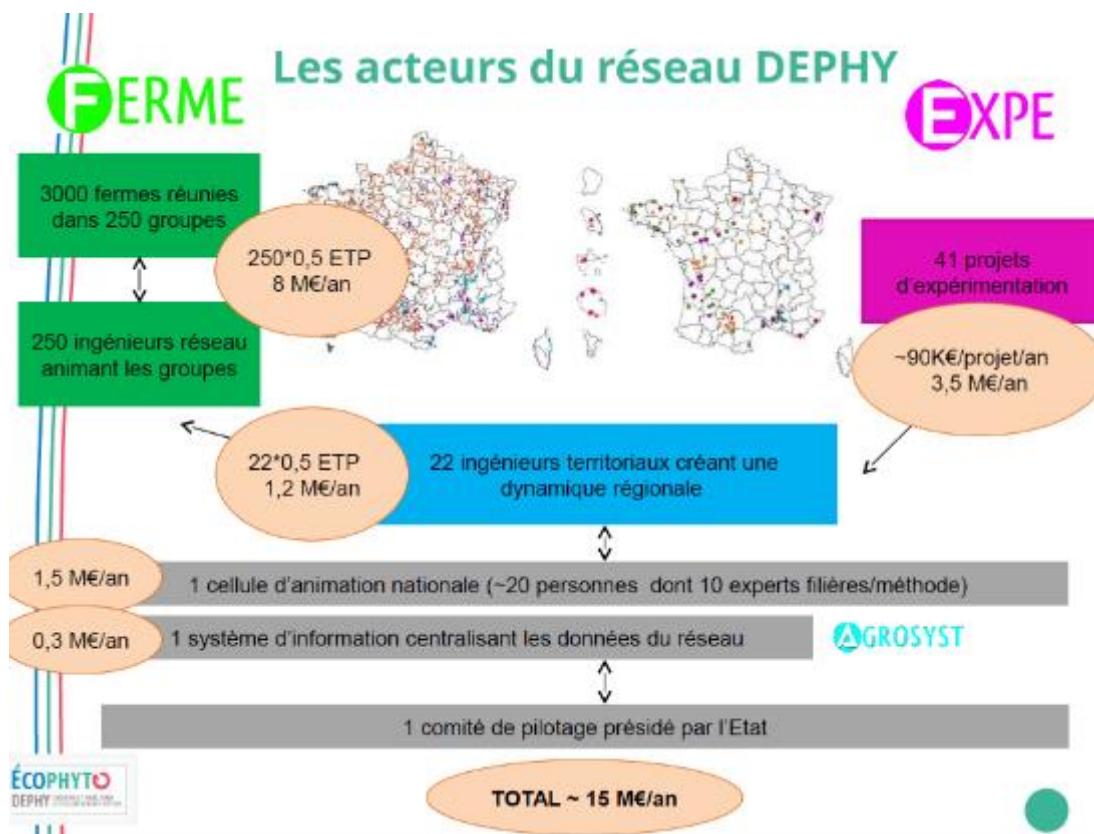 Les acteurs du réseau DEPHY
FERME
EXPE
3000 fermes réunies
dans 250 groupes
250*0,5 ETP
8 M€/an
41 projets
d'expérimentation
250 ingénieurs réseau
animant les groupes
~90K€/projet/an
3,5 M€/an
22*0,5 ETP
1,2 M€/an
22 ingénieurs territoriaux créant une
dynamique régionale
1,5 M€/an
1 cellule d'animation nationale (~20 personnes dont 10 experts filières/méthode)
0,3 M€/an
1 système d'information centralisant les données du réseau
AGROSYST
1 comité de pilotage présidé par l'Etat
ÉCOPHYTO
DEPHY
TOTAL ~ 15 M€/an